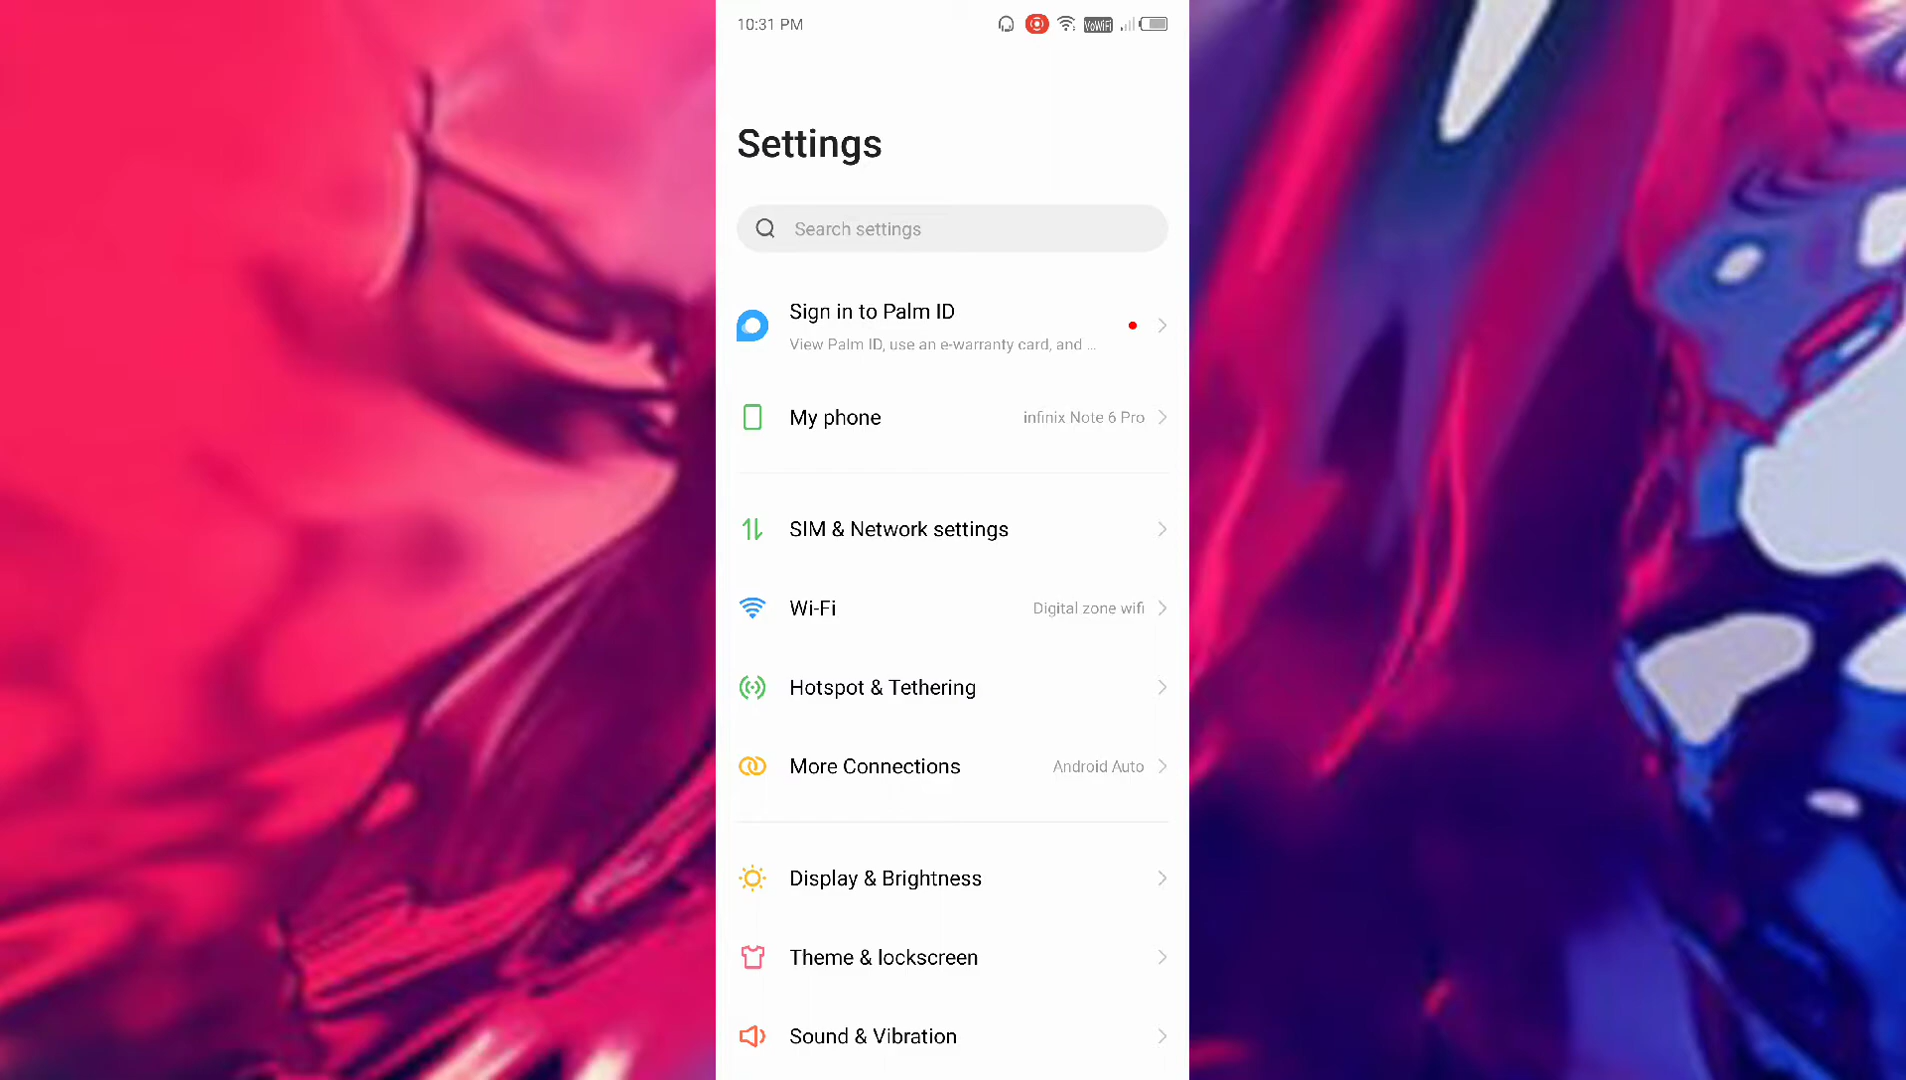 10:31 PM
VoWiFi
Settings
Search settings
Sign in to Palm ID
View Palm ID, use an e-warranty card, and ...
My phone
infinix Note 6 Pro
SIM & Network settings
Wi-Fi
Digital zone wifi
Hotspot & Tethering
More Connections
Android Auto
Display & Brightness
Theme & lockscreen
Sound & Vibration